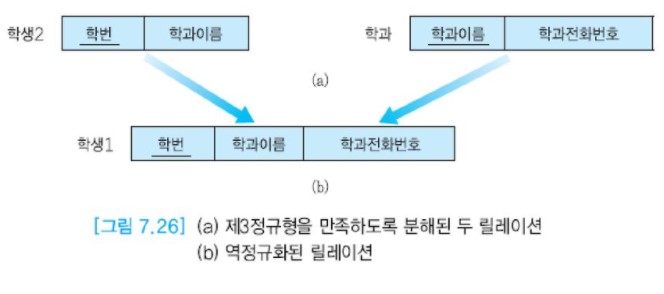 학생2 학번 학과이름 학과 학과이름 학과전화번호
(a)
학생1 학번 학과이름 학과전화번호
(b)
[그림 7.26] (a) 제3정규형을 만족하도록 분해된 두 릴레이션
(b) 역정규화된 릴레이션